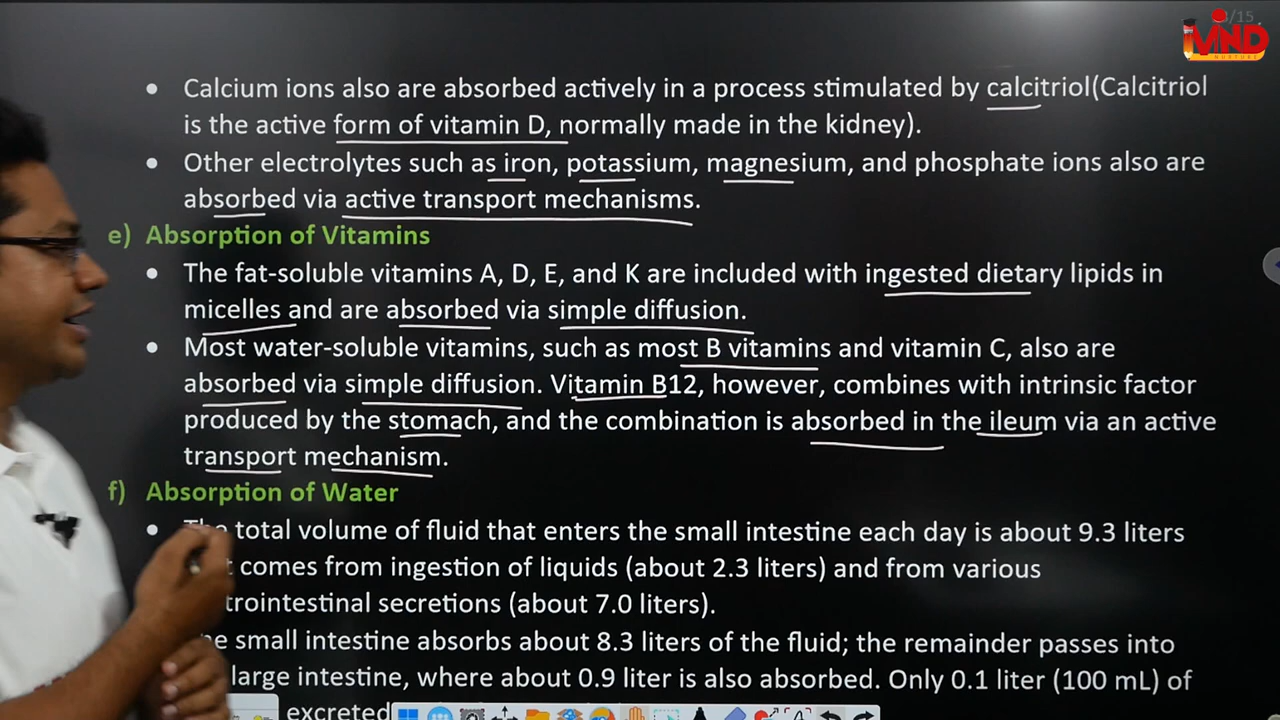 3/15
MND
NURTURE
• Calcium ions also are absorbed actively in a process stimulated by calcitriol(Calcitriol
is the active form of vitamin D, normally made in the kidney).
• Other electrolytes such as iron, potassium, magnesium, and phosphate ions also are
absorbed via active transport mechanisms.
e) Absorption of Vitamins
• The fat-soluble vitamins A, D, E, and K are included with ingested dietary lipids in
micelles and are absorbed via simple diffusion.
• Most water-soluble vitamins, such as most B vitamins and vitamin C, also are
absorbed via simple diffusion. Vitamin B12, however, combines with intrinsic factor
produced by the stomach, and the combination is absorbed in the ileum via an active
transport mechanism.
f) Absorption of Water
• The total volume of fluid that enters the small intestine each day is about 9.3 liters
comes from ingestion of liquids (about 2.3 liters) and from various
trointestinal secretions (about 7.0 liters).
he small intestine absorbs about 8.3 liters of the fluid; the remainder passes into
large intestine, where about 0.9 liter is also absorbed. Only 0.1 liter (100 mL) of
excreted